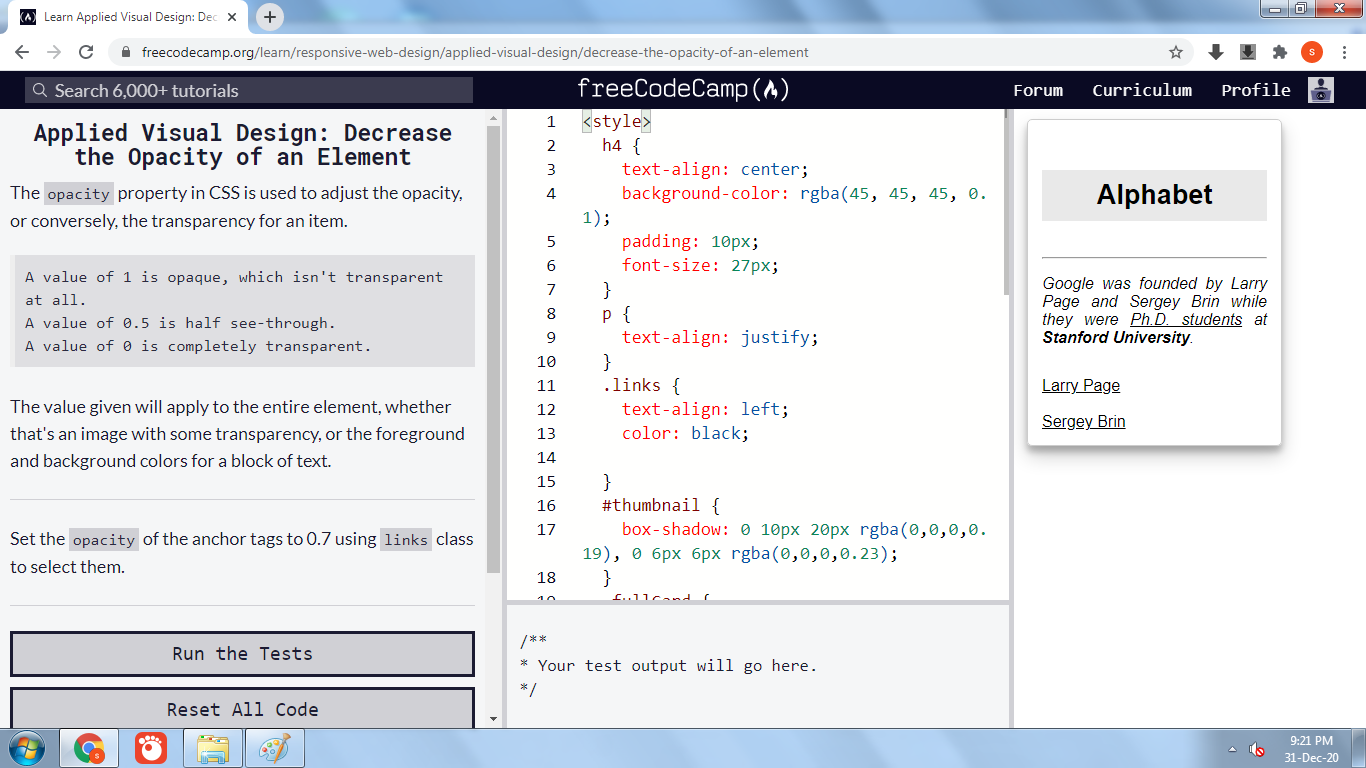 Learn Applied Visual Design: Dec
freecodecamp.org/learn/responsive-web-design/applied-visual-design/decrease-the-opacity-of-an-element
S
Search 6,000+ tutorials
freeCodeCamp
Forum
Curriculum
Profile
Applied Visual Design: Decrease
the Opacity of an Element
The opacity property in CSS is used to adjust the opacity,
or conversely, the transparency for an item.
A value of 1 is opaque, which isn't transparent
at all.
A value of 0.5 is half see-through.
A value of 0 is completely transparent.
The value given will apply to the entire element, whether
that's an image with some transparency, or the foreground
and background colors for a block of text.
Set the opacity of the anchor tags to 0.7 using links class
to select them.
Run the Tests
Reset All Code
1 <style>
2 h4 {
3 text-align: center;
4 background-color: rgba(45, 45, 45, 0.
1);
5 padding: 10px;
6 font-size: 27px;
7 }
8 p {
9 text-align: justify;
10 }
11 .links {
12 text-align: left;
13 color: black;
14
15 }
16 #thumbnail {
17 box-shadow: 0 10px 20px rgba(0,0,0,0.
19), 0 6px 6px rgba(0,0,0,0.23);
18 }
/**
* Your test output will go here.
*/
Alphabet
Google was founded by Larry
Page and Sergey Brin while
they were Ph.D. students at
Stanford University.
Larry Page
Sergey Brin
S
9:21 PM
31-Dec-20